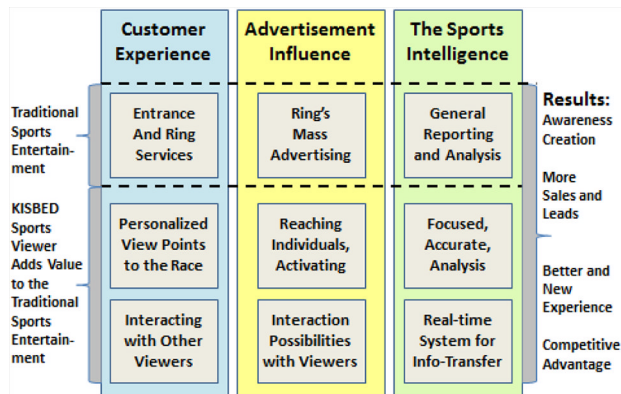 Customer
Experience
Advertisement
Influence
The Sports
Intelligence
Traditional
Sports
Entertain-
ment
Entrance
And Ring
Services
Ring's
Mass
Advertising
General
Reporting
and Analysis
KISBED
Sports
Viewer
Adds Value
to the
Traditional
Sports
Entertain-
ment
Personalized
View Points
to the Race
Reaching
Individuals,
Activating
Focused,
Accurate,
Analysis
Interacting
with Other
Viewers
Interaction
Possibilities
with Viewers
Real-time
System for
Info-Transfer
Results:
Awareness
Creation
More
Sales and
Leads
Better and
New
Experience
Competitive
Advantage